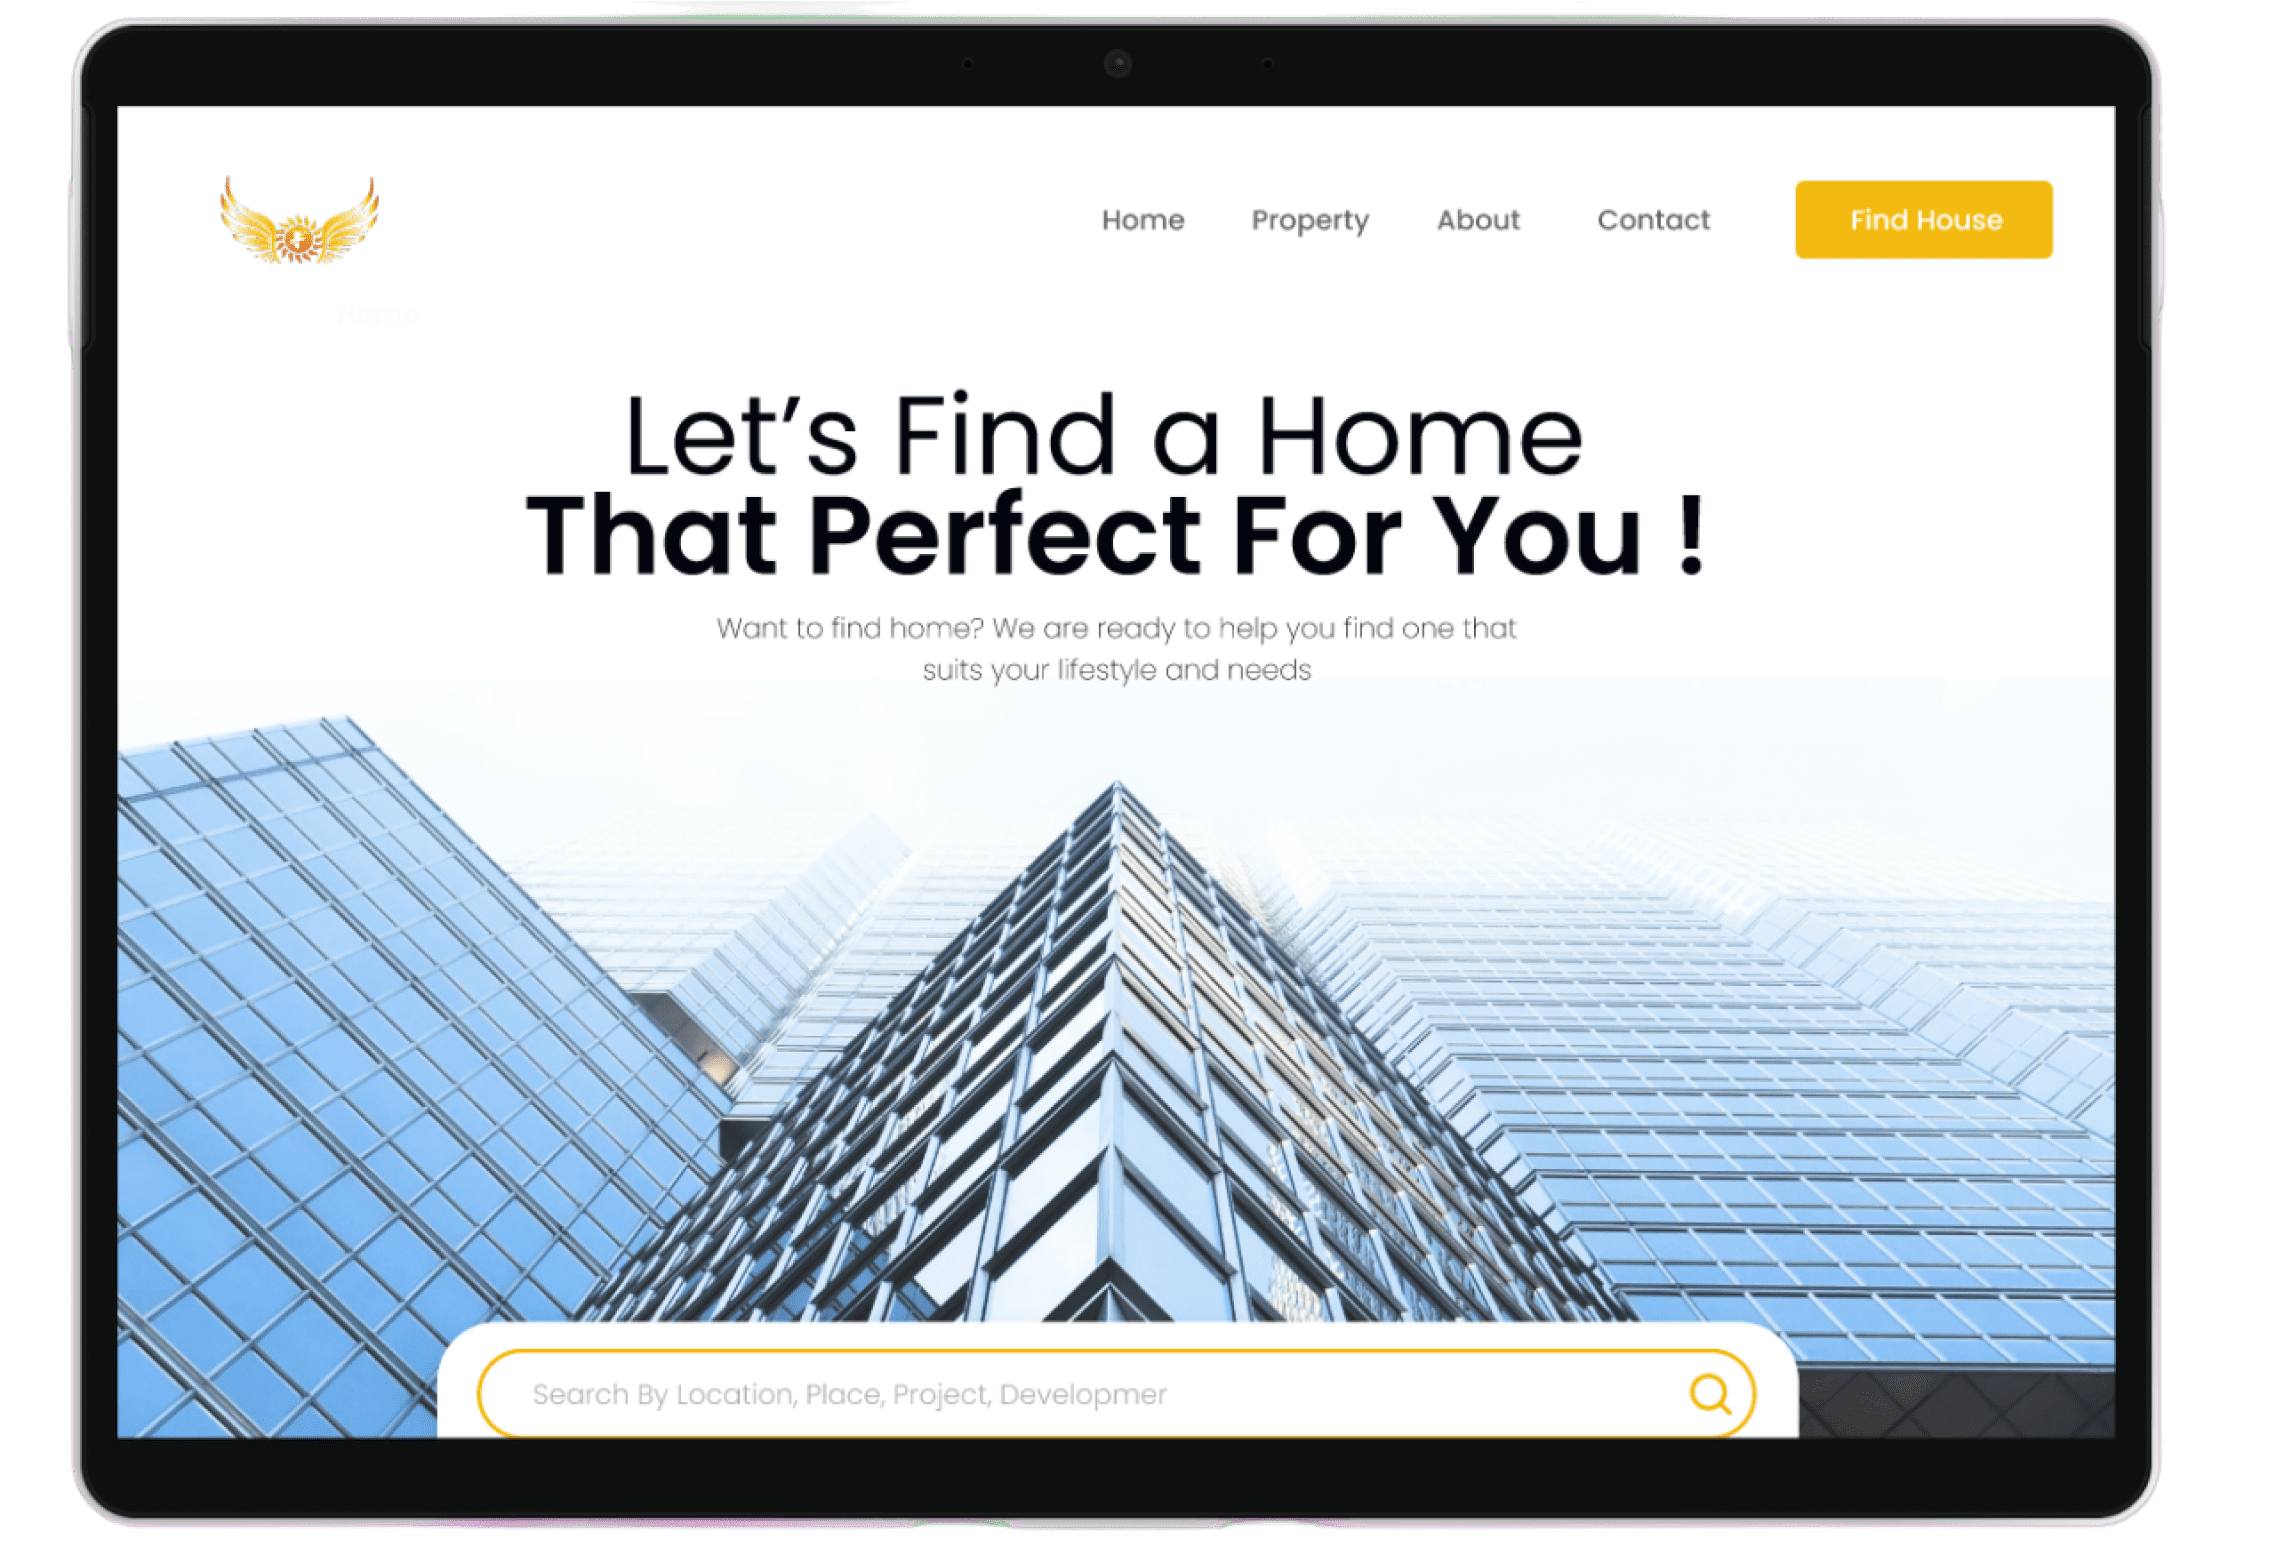 Home Property About Contact Find House
Home
Let’s Find a Home
That Perfect For You !
Want to find home? We are ready to help you find one that
suits your lifestyle and needs
Search By Location, Place, Project, Developmer